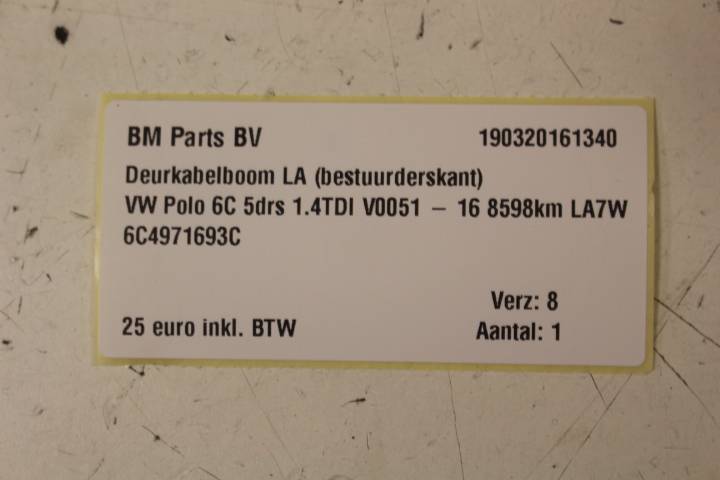 BM Parts BV 190320161340
Deurkabelboom LA (bestuurderskant)
VW Polo 6C 5drs 1.4TDI V0051 – 16 8598km LA7W
6C4971693C
Verz: 8
25 euro inkl. BTW Aantal: 1